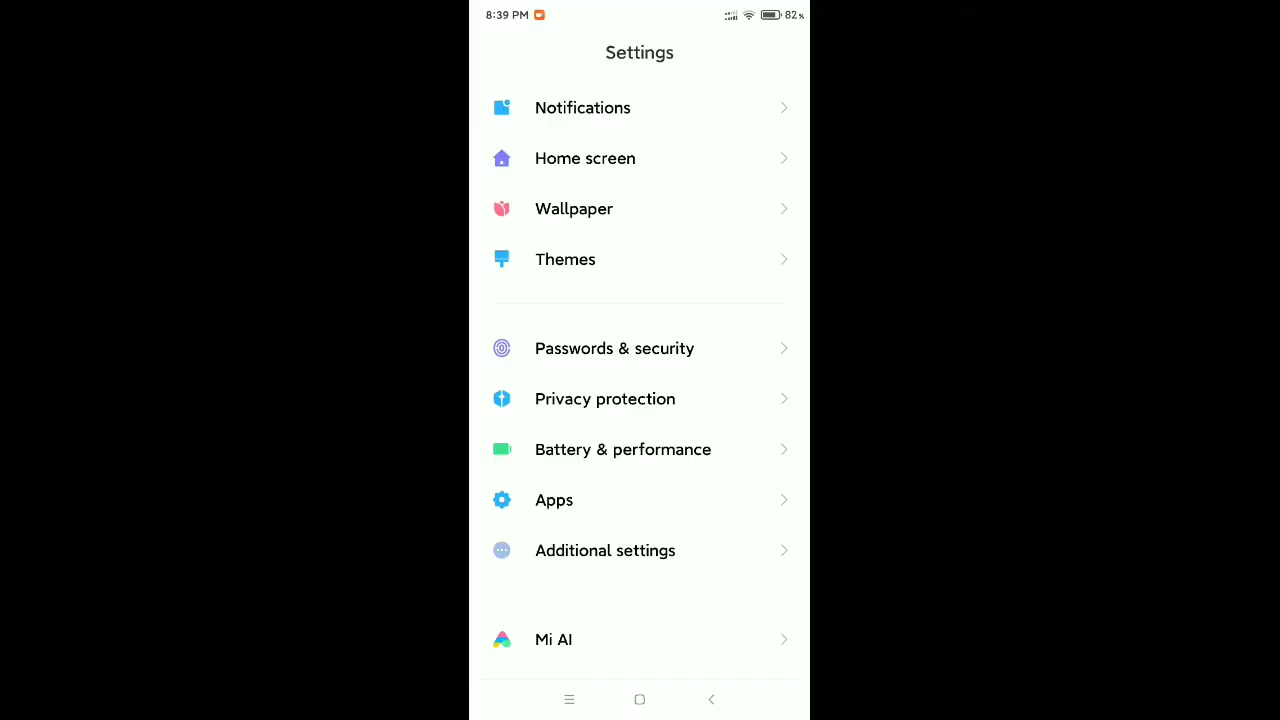 8:39 PM 82%
Settings
Notifications
Home screen
Wallpaper
Themes
Passwords & security
Privacy protection
Battery & performance
Apps
Additional settings
Mi AI